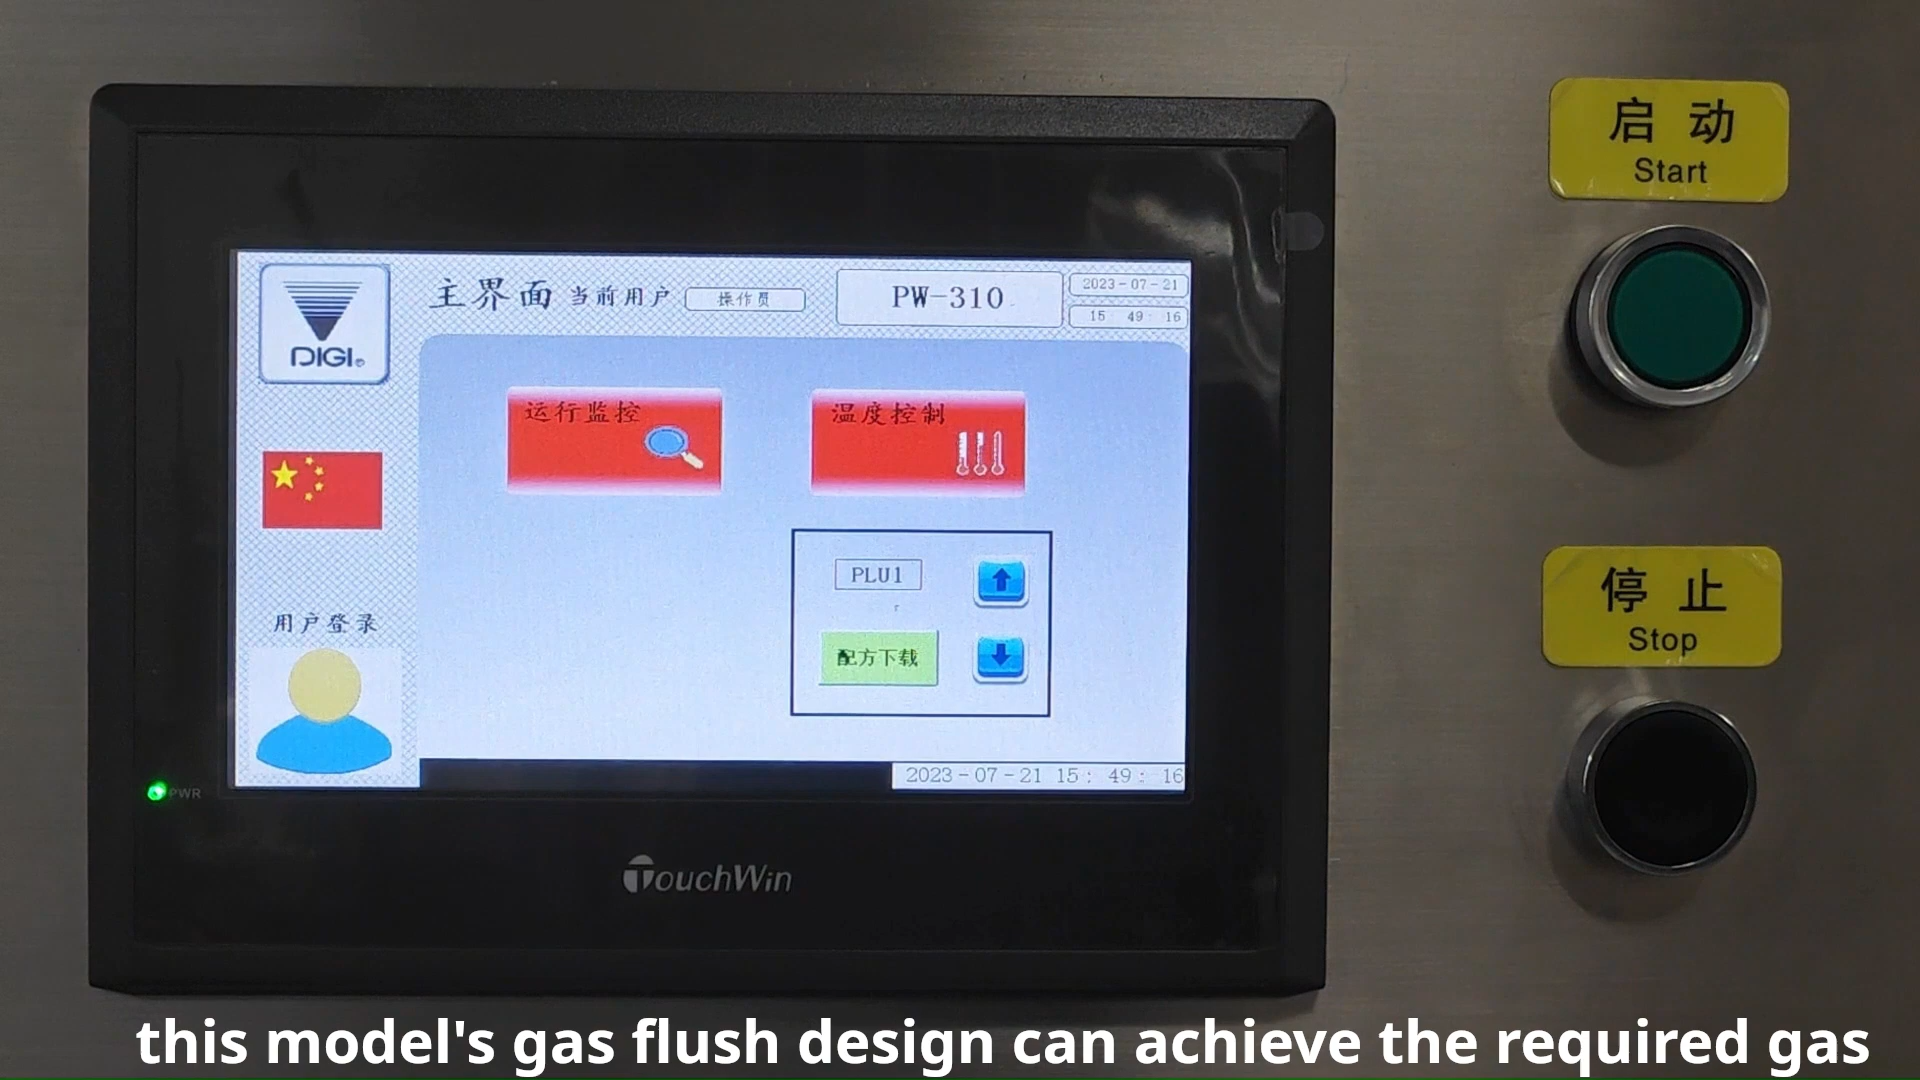 启动
Start
DIGI
主界面 当前用户 操作员
PW-310
2023-07-21
15 49 16
运行监控
温度控制
PLU1
配方下载
用户登录
2023-07-21 15: 49: 16
PWR
TouchWin
停止
Stop
this model's gas flush design can achieve the required gas